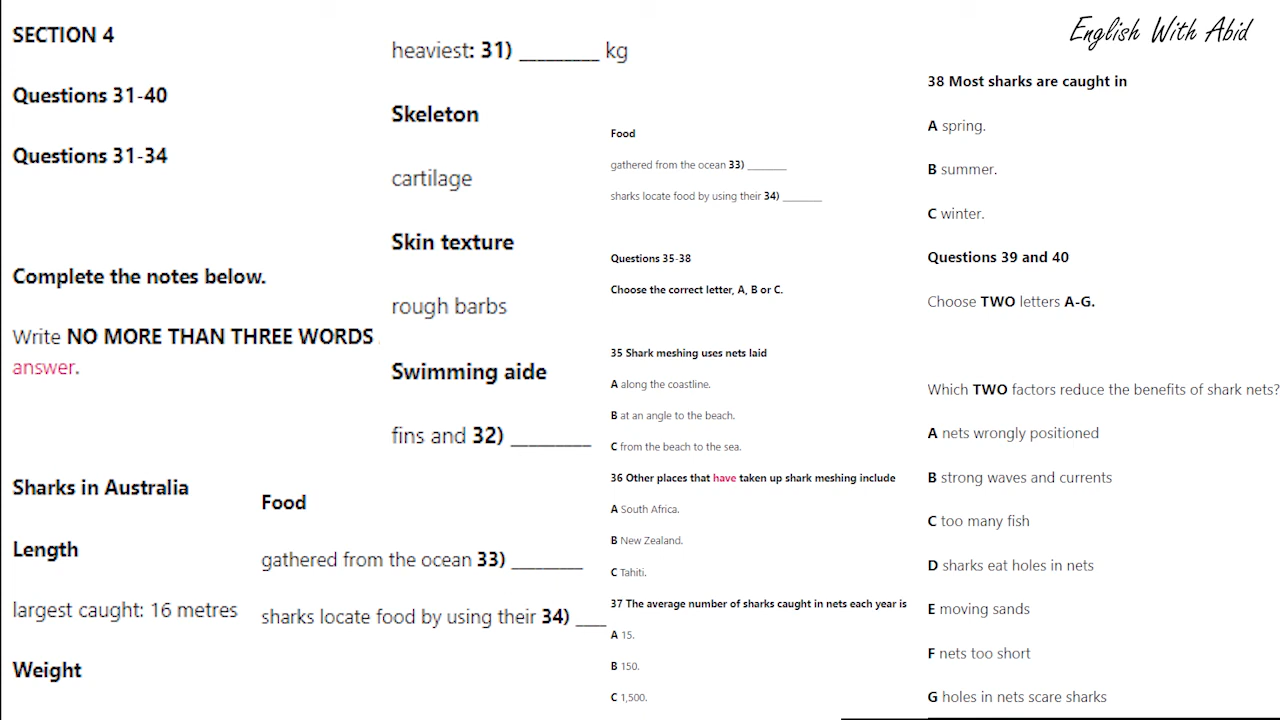 SECTION 4
Questions 31-40
Questions 31-34
Complete the notes below.
Write NO MORE THAN THREE WORDS
answer.
Sharks in Australia
Length
largest caught: 16 metres
Weight
heaviest: 31) _________ kg
Skeleton
cartilage
Skin texture
rough barbs
Swimming aide
fins and 32) _________
Food
gathered from the ocean 33) ________
sharks locate food by using their 34) ____
Food
gathered from the ocean 33) ________
sharks locate food by using their 34) ________
Questions 35-38
Choose the correct letter, A, B or C.
35 Shark meshing uses nets laid
A along the coastline.
B at an angle to the beach.
C from the beach to the sea.
36 Other places that have taken up shark meshing include
A South Africa.
B New Zealand.
C Tahiti.
37 The average number of sharks caught in nets each year is
A 15.
B 150.
C 1,500.
English With Abid
38 Most sharks are caught in
A spring.
B summer.
C winter.
Questions 39 and 40
Choose TWO letters A-G.
Which TWO factors reduce the benefits of shark nets?
A nets wrongly positioned
B strong waves and currents
C too many fish
D sharks eat holes in nets
E moving sands
F nets too short
G holes in nets scare sharks